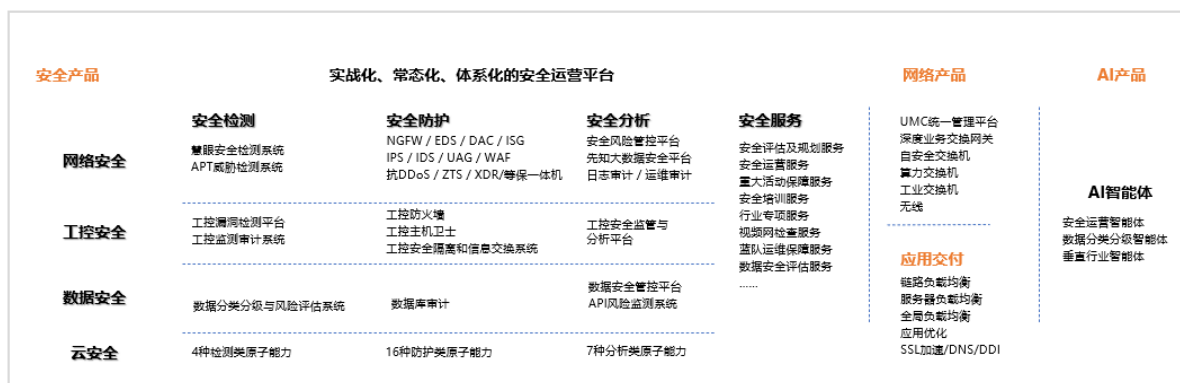 安全产品
实战化、常态化、体系化的安全运营平台
网络产品
AI产品
安全检测
安全防护
安全分析
安全服务
网络安全
慧眼安全检测系统
APT威胁检测系统
NGFW / EDS / DAC / ISG
IPS / IDS / UAG / WAF
抗DDoS / ZTS / XDR/等保一体机
安全风险管控平台
先知大数据安全平台
日志审计 / 运维审计
工控安全
工控漏洞检测平台
工控监测审计系统
工控防火墙
工控主机卫士
工控安全隔离和信息交换系统
工控安全监管与
分析平台
数据安全
数据分类分级与风险评估系统
数据库审计
数据安全管控平台
API风险监测系统
云安全
4种检测类原子能力
16种防护类原子能力
7种分析类原子能力
安全评估及规划服务
安全运营服务
重大活动保障服务
安全培训服务
行业专项服务
视频网检查服务
蓝队运维保障服务
数据安全评估服务
......
UMC统一管理平台
深度业务交换网关
自安全交换机
算力交换机
工业交换机
无线
应用交付
链路负载均衡
服务器负载均衡
全局负载均衡
应用优化
SSL加速/DNS/DDI
AI智能体
安全运营智能体
数据分类分级智能体
垂直行业智能体